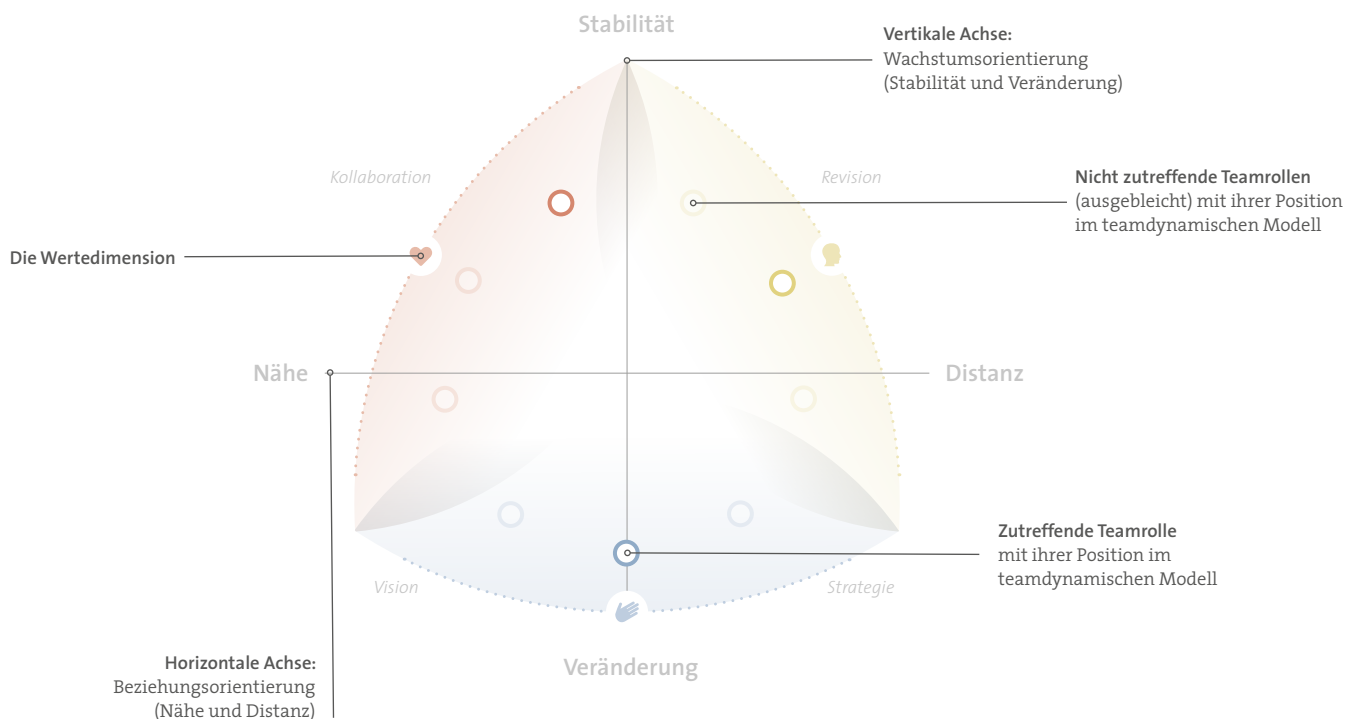 Stabilität
Vertikale Achse:
Wachstumsorientierung
(Stabilität und Veränderung)
Kollaboration
Revision
Nicht zutreffende Teamrollen
(ausgebleicht) mit ihrer Position
im teamdynamischen Modell
Die Wertedimension
Nähe
Distanz
Zutreffende Teamrolle
mit ihrer Position im
teamdynamischen Modell
Vision
Strategie
Veränderung
Horizontale Achse:
Beziehungsorientierung
(Nähe und Distanz)